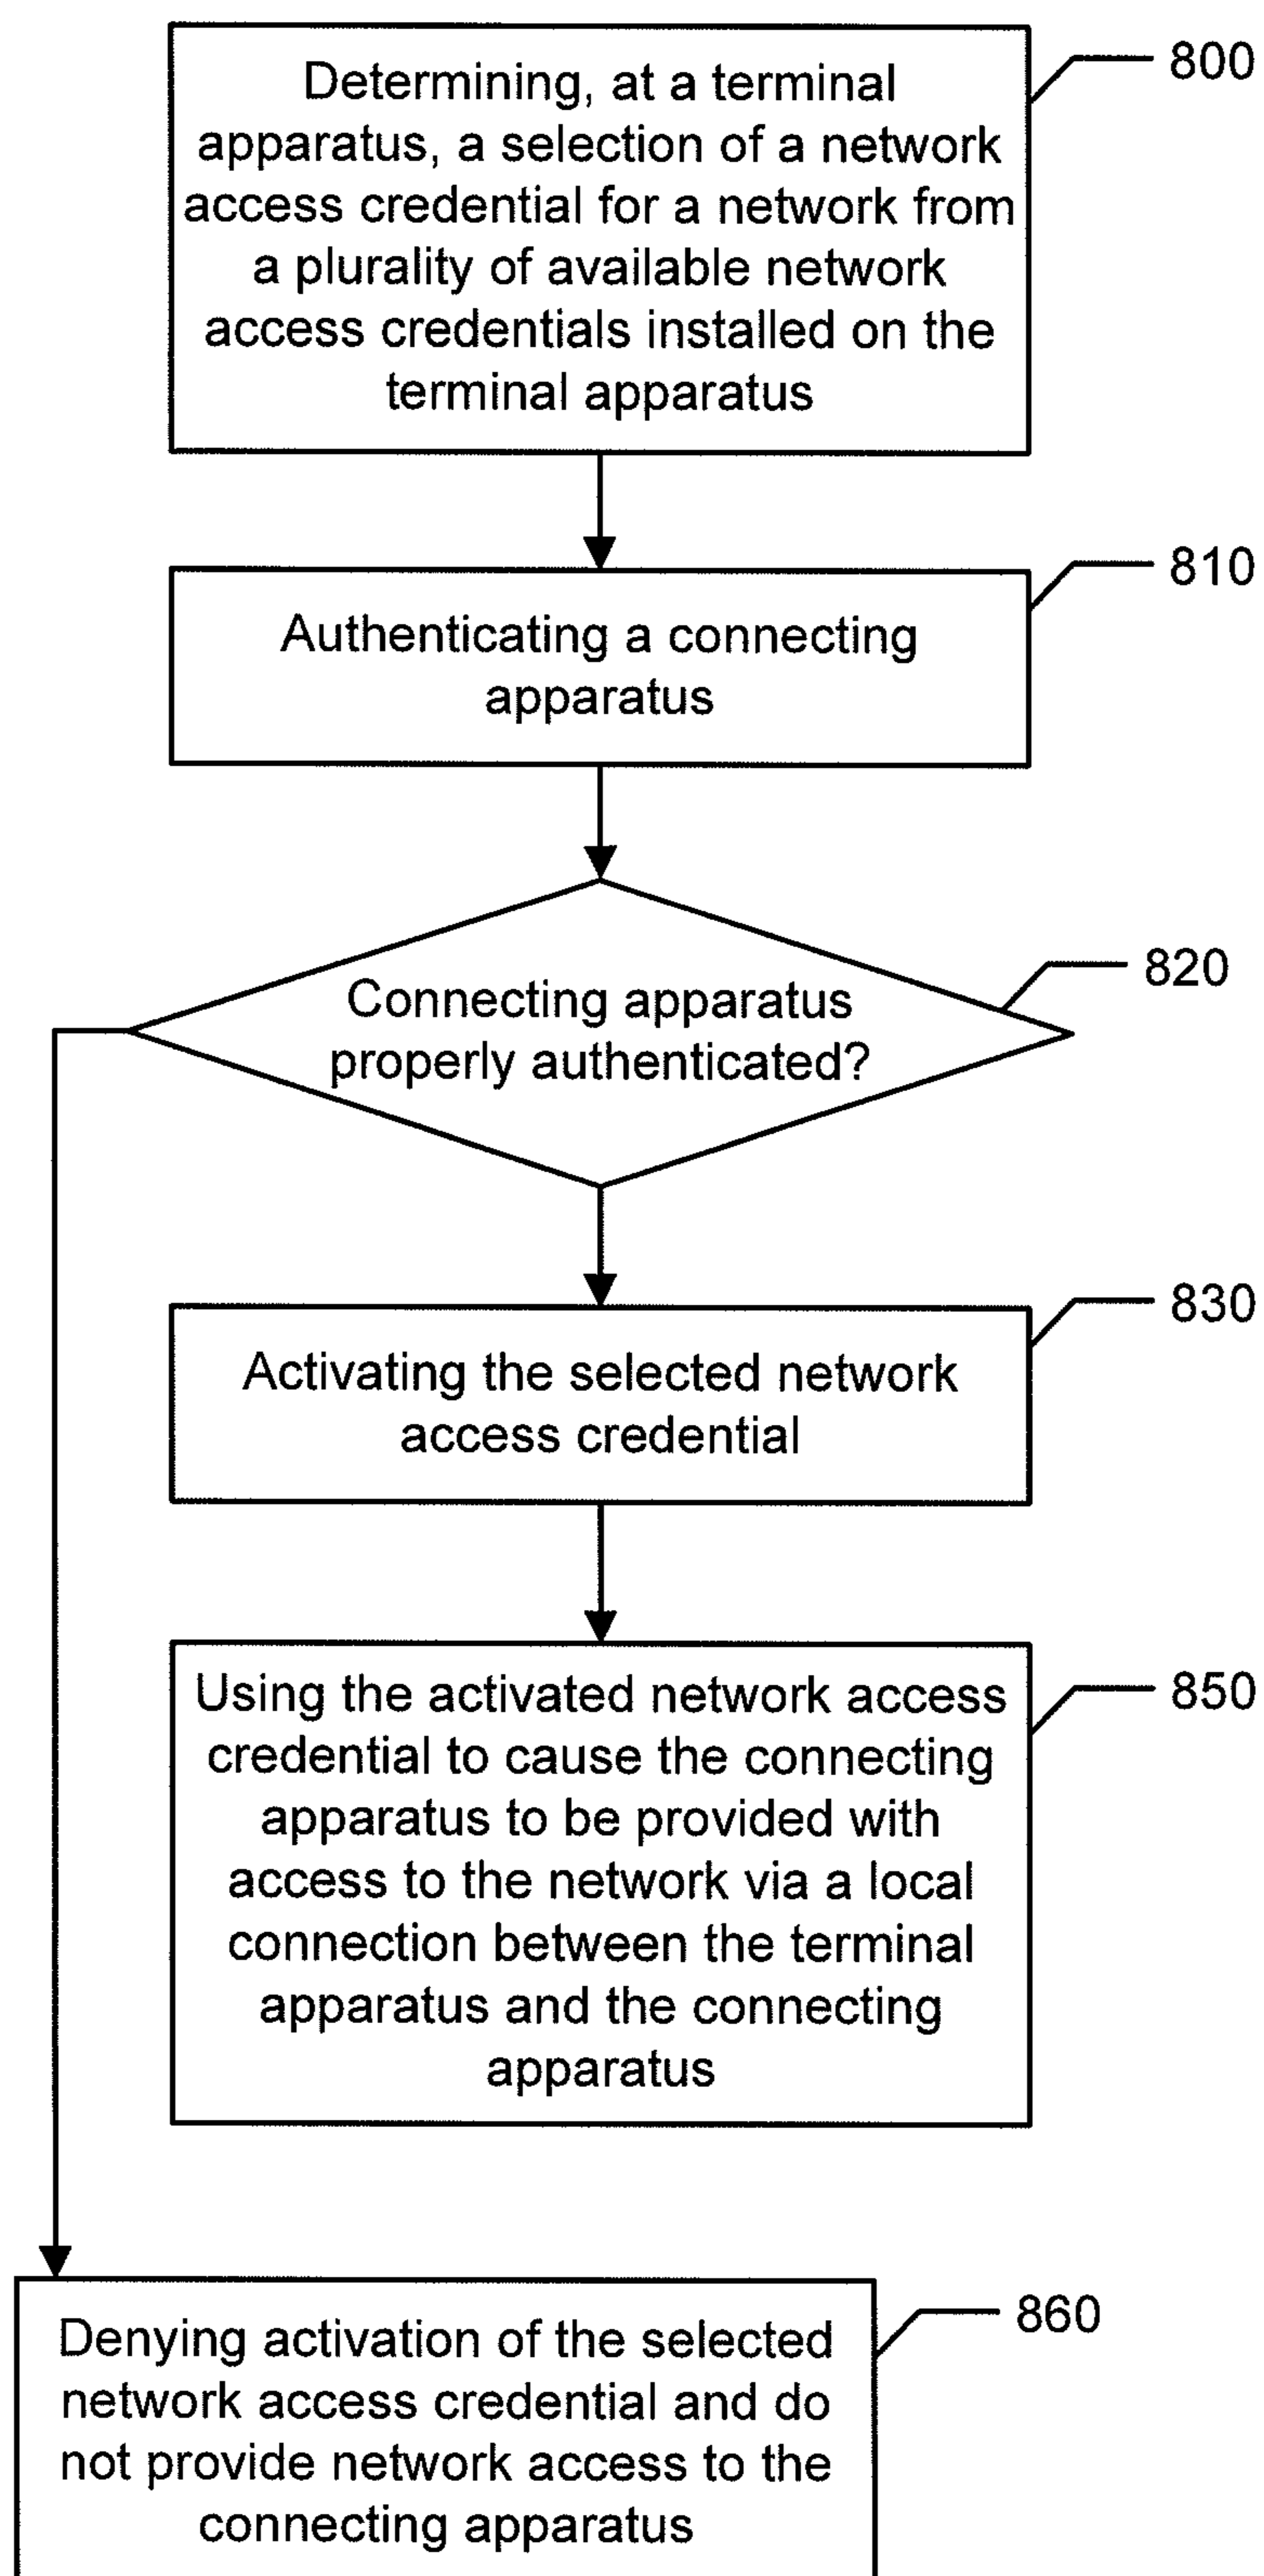 Determining, at a terminal
apparatus, a selection of a network
access credential for a network from
a plurality of available network
access credentials installed on the
terminal apparatus
800
Authenticating a connecting
apparatus
810
Connecting apparatus
properly authenticated?
820
Activating the selected network
access credential
830
Using the activated network access
credential to cause the connecting
apparatus to be provided with
access to the network via a local
connection between the terminal
apparatus and the connecting
apparatus
850
Denying activation of the selected
network access credential and do
not provide network access to the
connecting apparatus
860